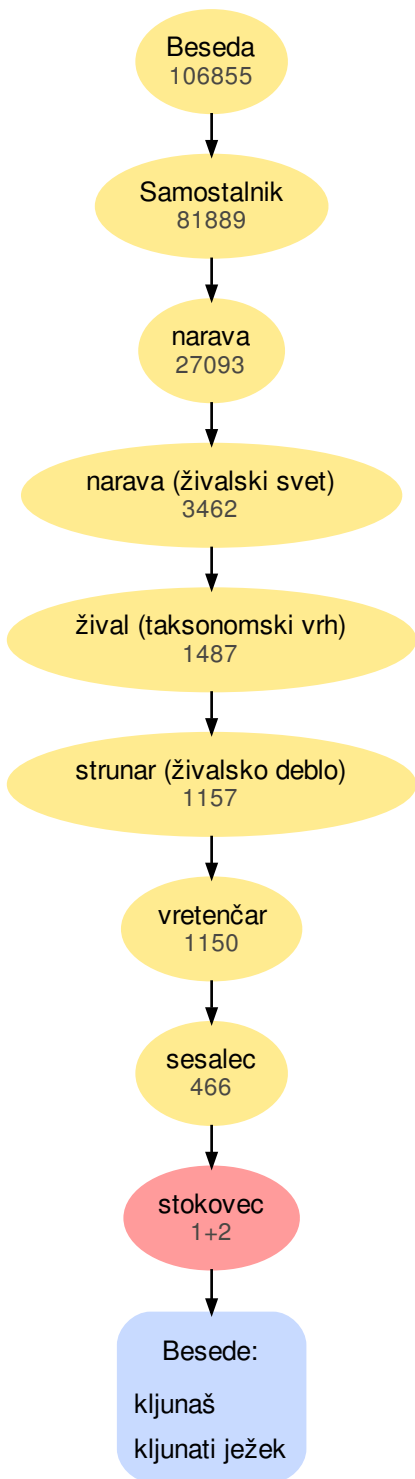 Beseda
106855
Samostalnik
81889
narava
27093
narava (živalski svet)
3462
žival (taksonomski vrh)
1487
strunar (živalsko deblo)
1157
vretenčar
1150
sesalec
466
stokovec
1+2
Besede:
kljunaš
kljunati ježek